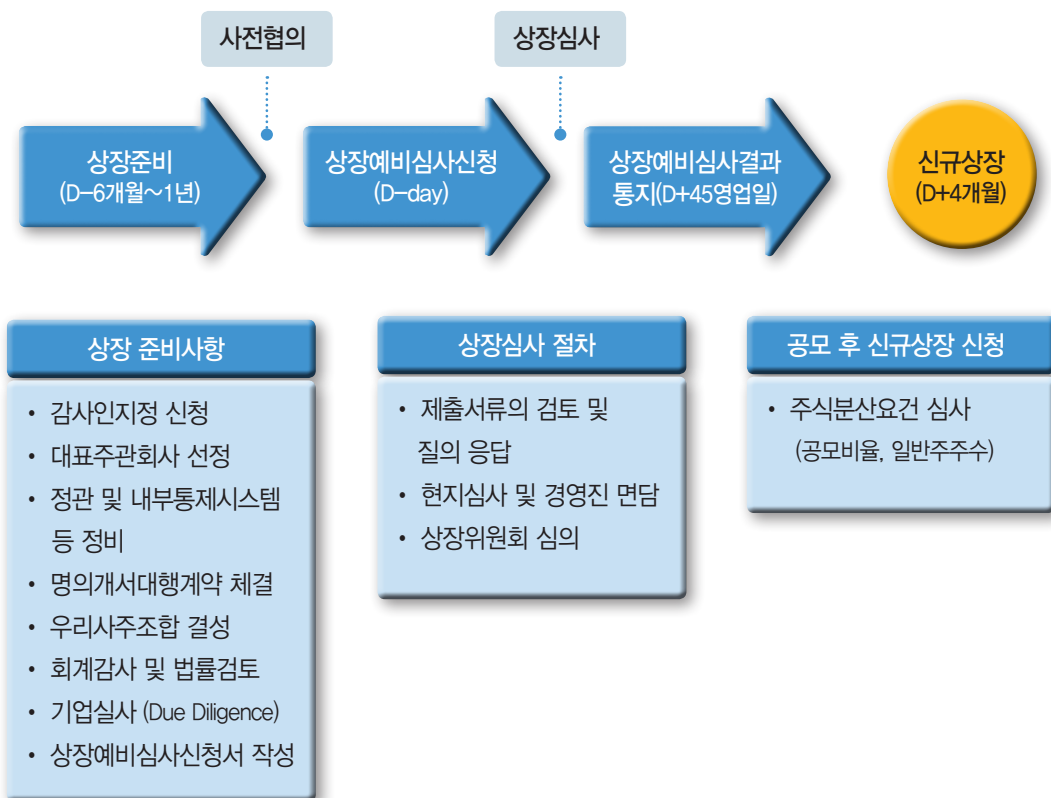 사전협의
상장심사
상장준비
(D-6개월~1년)
상장예비심사신청
(D-day)
상장예비심사결과
통지(D+45영업일)
신규상장
(D+4개월)
상장 준비사항
• 감사인지정 신청
• 대표주관회사 선정
• 정관 및 내부통제시스템
등 정비
• 명의개서대행계약 체결
• 우리사주조합 결성
• 회계감사 및 법률검토
• 기업실사 (Due Diligence)
• 상장예비심사신청서 작성
상장심사 절차
• 제출서류의 검토 및
질의 응답
• 현지심사 및 경영진 면담
• 상장위원회 심의
공모 후 신규상장 신청
• 주식분산요건 심사
(공모비율, 일반주주수)